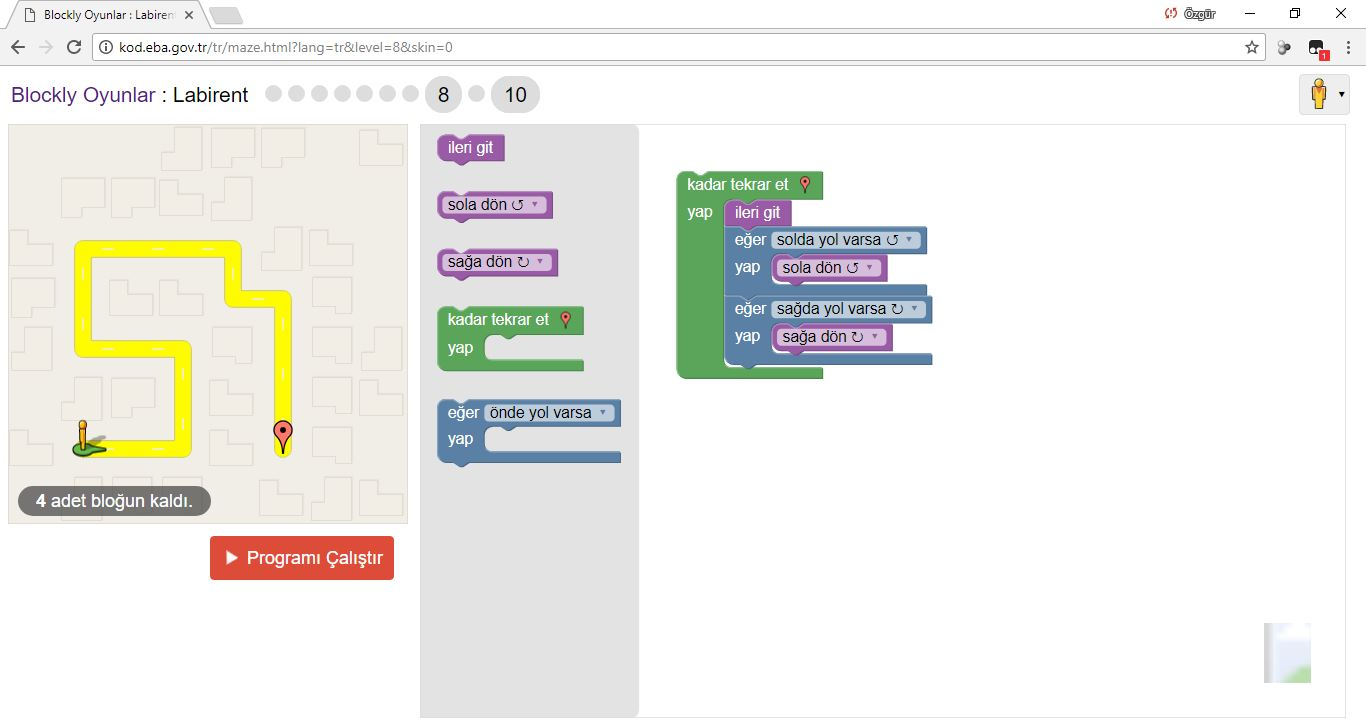 Blockly Oyunlar : Labiren
Özgür
kod.eba.gov.tr/tr/maze.html?lang=tr&level=8&skin=0
1
Blockly Oyunlar : Labirent
8
10
ileri git
sola dön ↺
sağa dön ↻
kadar tekrar et
yap
eğer önde yol varsa
yap
kadar tekrar et
yap ileri git
eğer solda yol varsa ↺
yap sola dön ↺
eğer sağda yol varsa ↻
yap sağa dön ↻
4 adet bloğun kaldı.
Programı Çalıştır